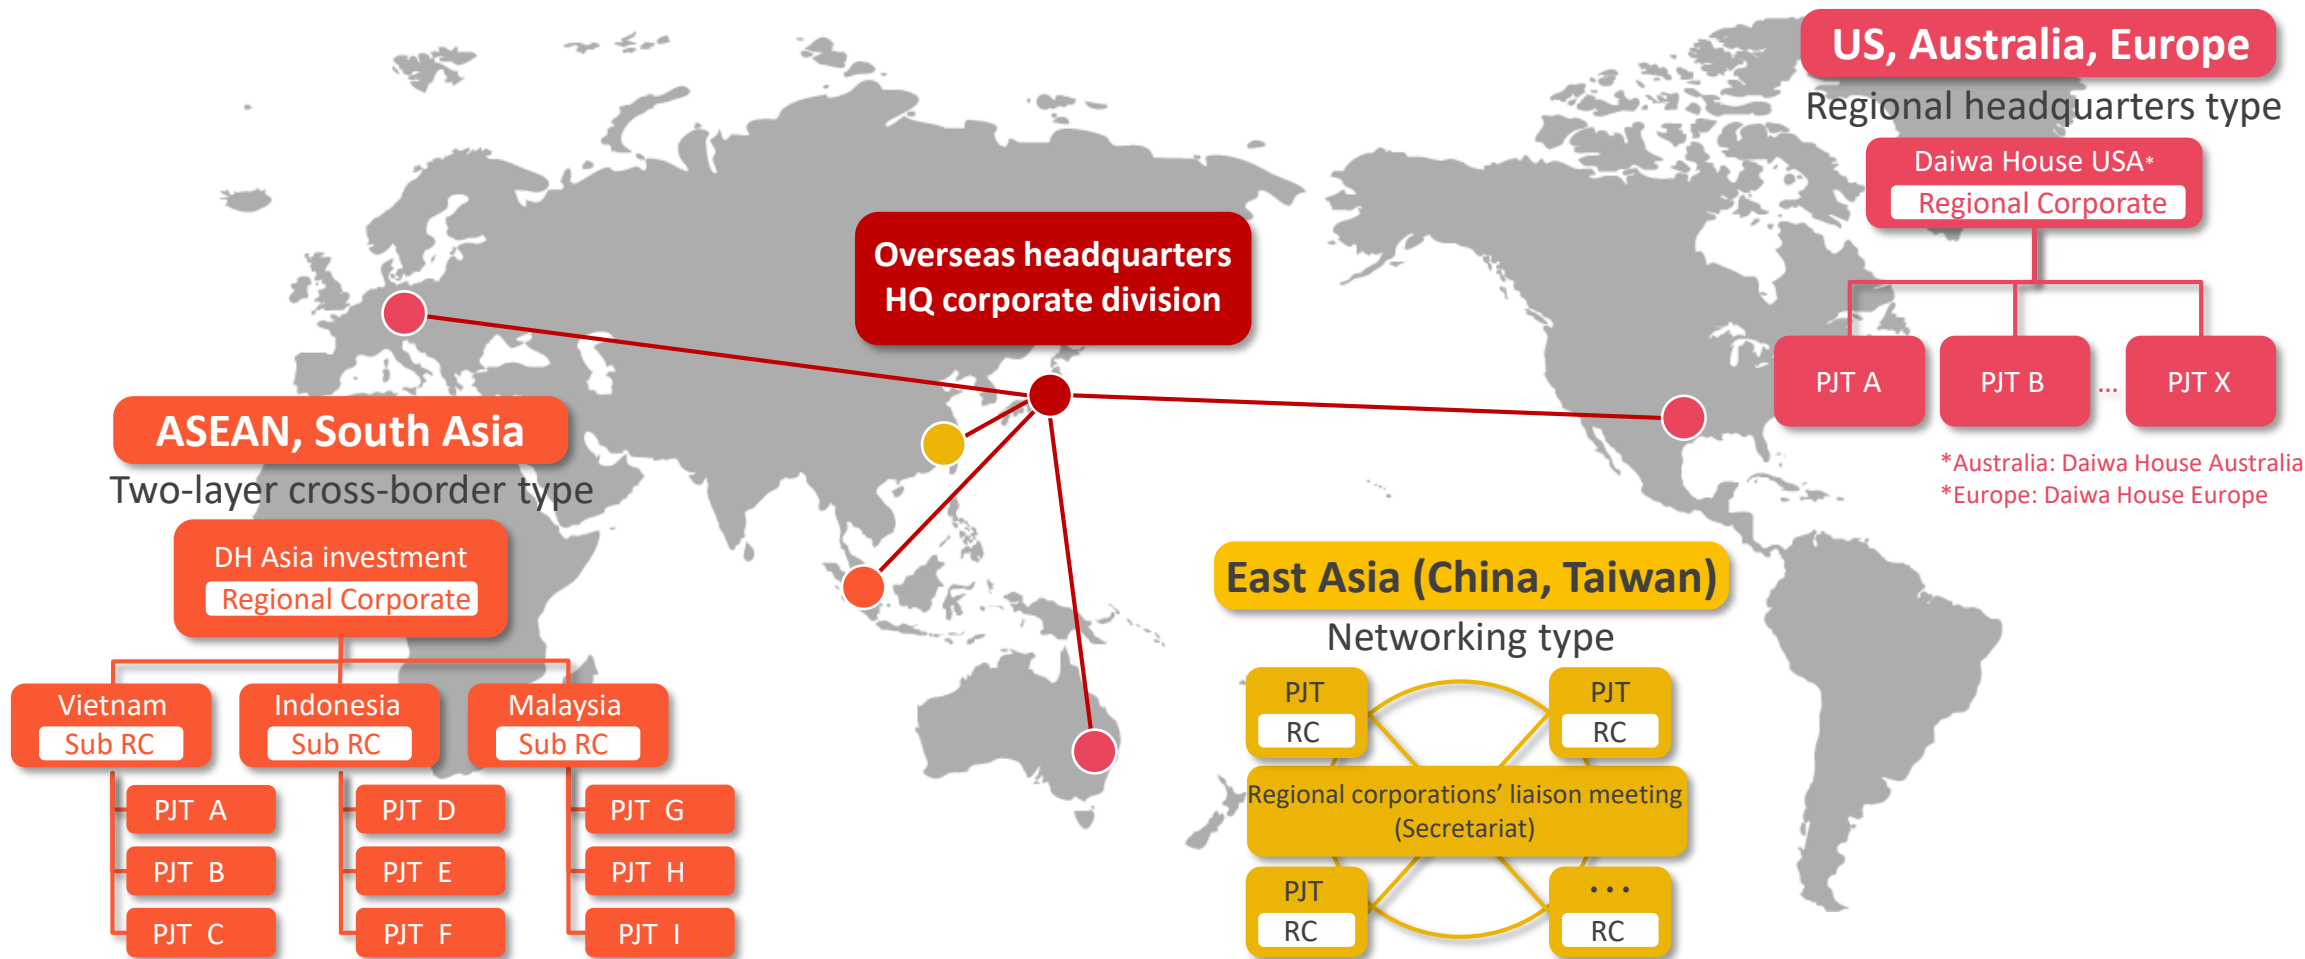 US, Australia, Europe
Regional headquarters type
Daiwa House USA*
Regional Corporate
PJT A
PJT B
...
PJT X
*Australia: Daiwa House Australia
*Europe: Daiwa House Europe
Overseas headquarters
HQ corporate division
ASEAN, South Asia
Two-layer cross-border type
DH Asia investment
Regional Corporate
Vietnam
Sub RC
PJT A
PJT B
PJT C
Indonesia
Sub RC
PJT D
PJT E
PJT F
Malaysia
Sub RC
PJT G
PJT H
PJT I
East Asia (China, Taiwan)
Networking type
PJT
RC
PJT
RC
Regional corporations’ liaison meeting
(Secretariat)
PJT
RC
・・・
RC